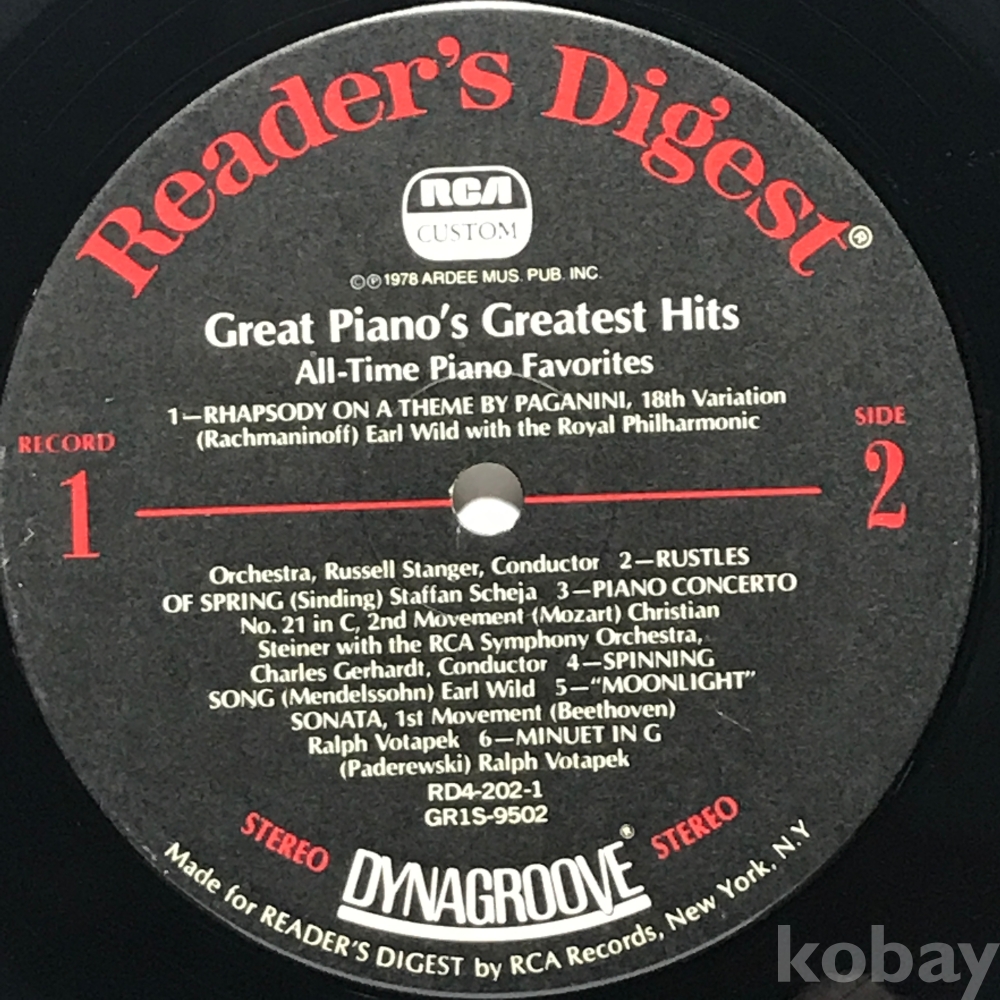 Reader's Digest®
RCA
CUSTOM
©℗1978 ARDEE MUS. PUB. INC.
Great Piano's Greatest Hits
All-Time Piano Favorites
1—RHAPSODY ON A THEME BY PAGANINI, 18th Variation
(Rachmaninoff) Earl Wild with the Royal Philharmonic
RECORD
1
SIDE
2
Orchestra, Russell Stanger, Conductor 2—RUSTLES
OF SPRING (Sinding) Staffan Scheja 3—PIANO CONCERTO
No. 21 in C, 2nd Movement (Mozart) Christian
Steiner with the RCA Symphony Orchestra,
Charles Gerhardt, Conductor 4—SPINNING
SONG (Mendelssohn) Earl Wild 5—"MOONLIGHT"
SONATA, 1st Movement (Beethoven)
Ralph Votapek 6—MINUET IN G
(Paderewski) Ralph Votapek
RD4-202-1
GR1S-9502
STEREO DYNAGROOVE® STEREO
Made for READER'S DIGEST by RCA Records, New York, N.Y
kobay